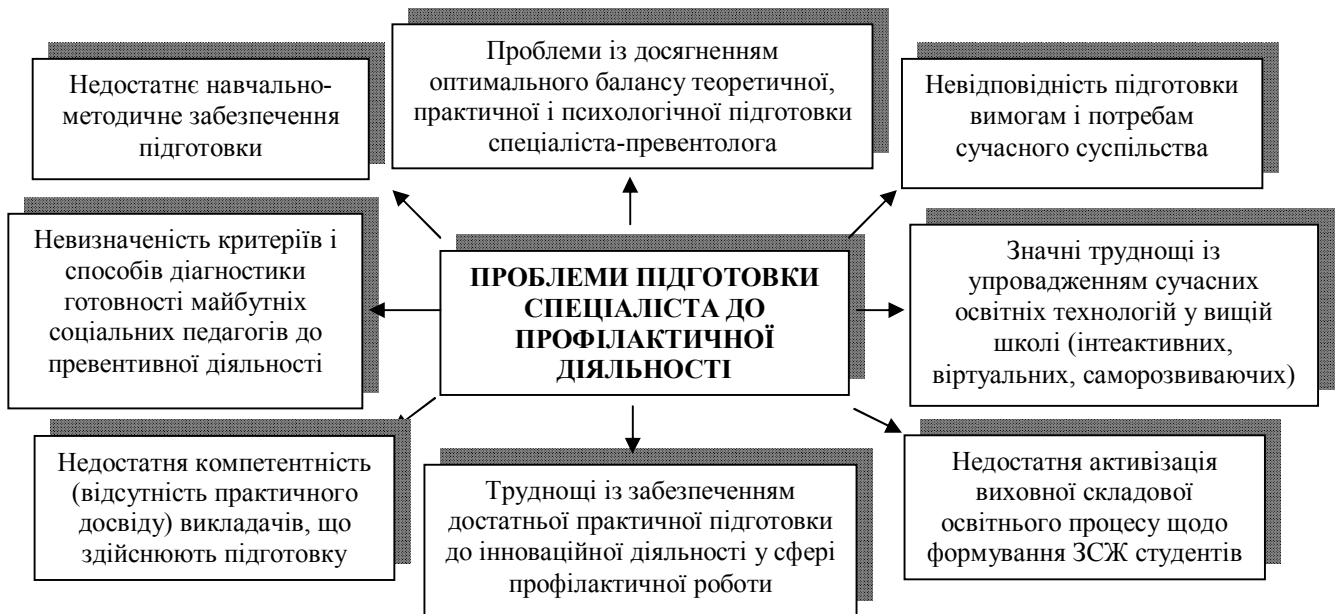 Недостатнє навчально-
методичне забезпечення
підготовки
Проблеми із досягненням
оптимального балансу теоретичної,
практичної і психологічної підготовки
спеціаліста-превентолога
Невідповідність підготовки
вимогам і потребам
сучасного суспільства
Невизначеність критеріїв і
способів діагностики
готовності майбутніх
соціальних педагогів до
превентивної діяльності
ПРОБЛЕМИ ПІДГОТОВКИ
СПЕЦІАЛІСТА ДО
ПРОФІЛАКТИЧНОЇ
ДІЯЛЬНОСТІ
Значні труднощі із
упровадженням сучасних
освітніх технологій у вищій
школі (інтеактивних,
віртуальних, саморозвиваючих)
Недостатня компетентність
(відсутність практичного
досвіду) викладачів, що
здійснюють підготовку
Труднощі із забезпеченням
достатньої практичної підготовки
до інноваційної діяльності у сфері
профілактичної роботи
Недостатня активізація
виховної складової
освітнього процесу щодо
формування ЗСЖ студентів